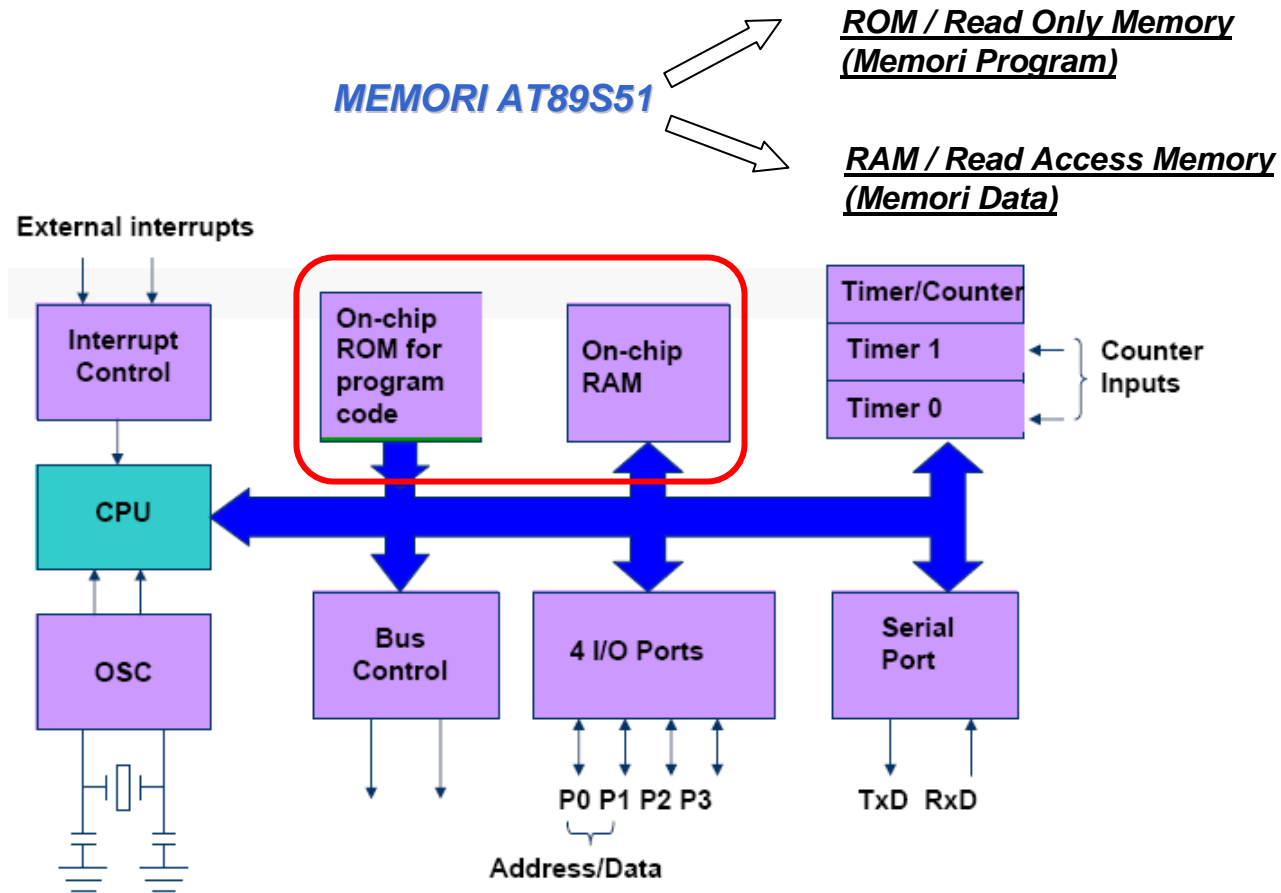 ROM / Read Only Memory
(Memori Program)
MEMORI AT89S51
RAM / Read Access Memory
(Memori Data)
External interrupts
Interrupt
Control
On-chip
ROM for
program
code
On-chip
RAM
Timer/Counter
Timer 1
Timer 0
Counter
Inputs
CPU
OSC
Bus
Control
4 I/O Ports
Serial
Port
P0 P1 P2 P3
TxD RxD
Address/Data